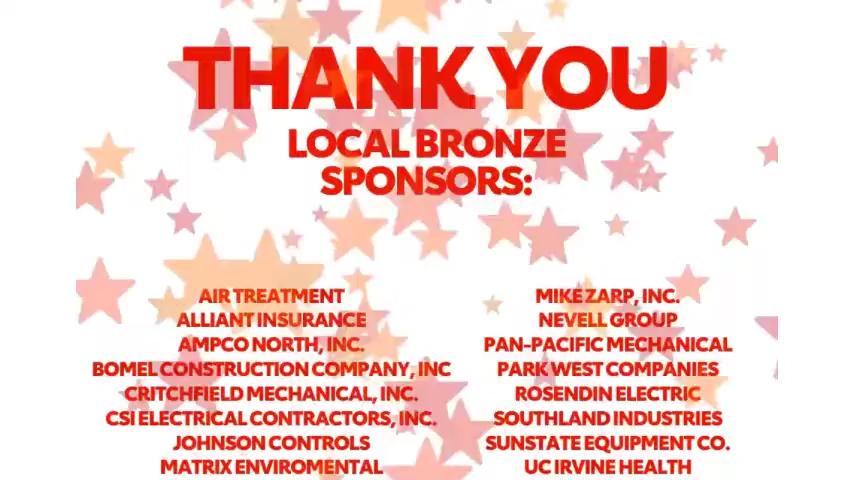 THANK YOU
LOCAL BRONZE
SPONSORS:
AIR TREATMENT
ALLIANT INSURANCE
AMPCO NORTH, INC.
BOMEL CONSTRUCTION COMPANY, INC
CRITCHFIELD MECHANICAL, INC.
CSI ELECTRICAL CONTRACTORS, INC.
JOHNSON CONTROLS
MATRIX ENVIROMENTAL
MIKE ZARP, INC.
NEVELL GROUP
PAN-PACIFIC MECHANICAL
PARK WEST COMPANIES
ROSENDIN ELECTRIC
SOUTHLAND INDUSTRIES
SUNSTATE EQUIPMENT CO.
UC IRVINE HEALTH